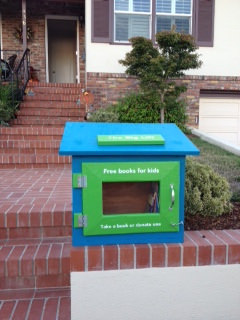 Free books for kids
Take a book or donate one